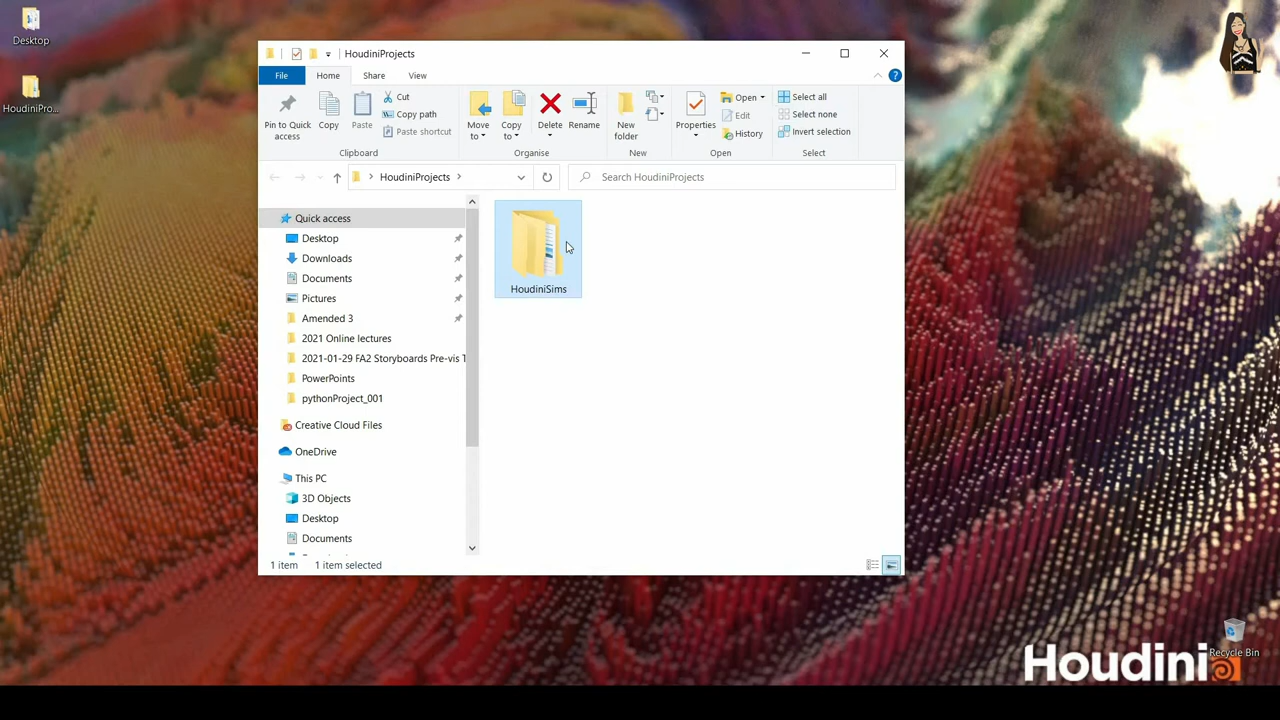 Desktop
HoudiniPro...
HoudiniProjects
File Home Share View
Pin to Quick access
Copy
Paste
Cut
Copy path
Paste shortcut
Clipboard
Move to
Copy to
Delete
Rename
Organise
New folder
New
Properties
Open
Edit
History
Open
Select all
Select none
Invert selection
Select
HoudiniProjects
Search HoudiniProjects
Quick access
Desktop
Downloads
Documents
Pictures
Amended 3
2021 Online lectures
2021-01-29 FA2 Storyboards Pre-vis T
PowerPoints
pythonProject_001
Creative Cloud Files
OneDrive
This PC
3D Objects
Desktop
Documents
HoudiniSims
1 item 1 item selected
Recycle Bin
Houdini